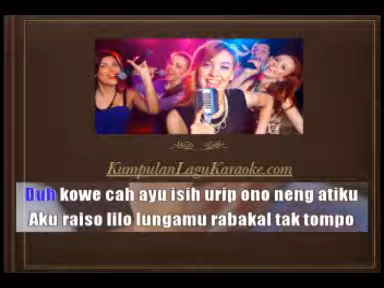 KumpulanLaguKaraoke.com
Duh kowe cah ayu isih urip ono neng atiku
Aku raiso lilo lungamu rabakal tak tompo